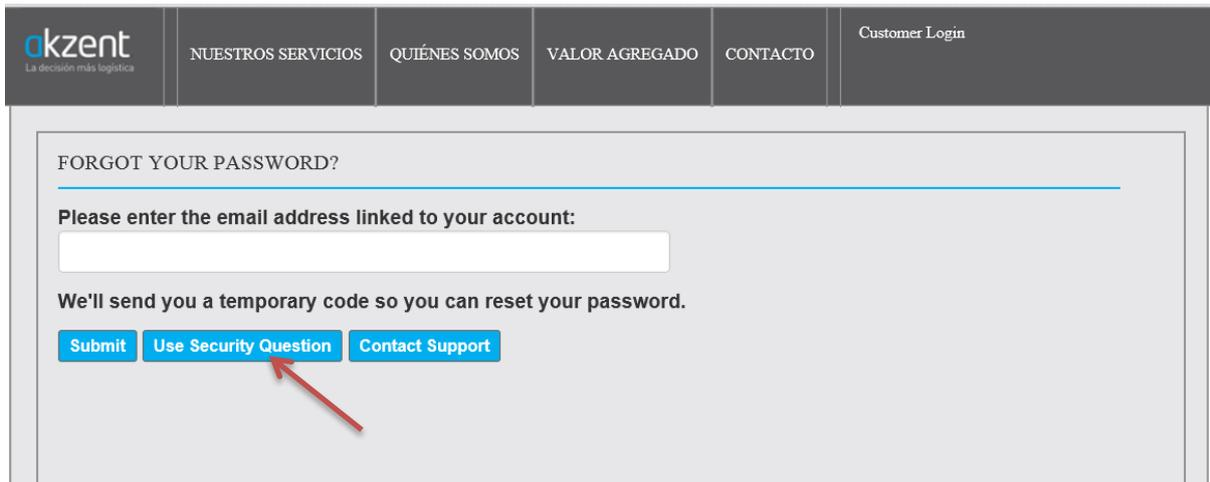 akzent
La decisión más logística
NUESTROS SERVICIOS
QUIÉNES SOMOS
VALOR AGREGADO
CONTACTO
Customer Login
FORGOT YOUR PASSWORD?
Please enter the email address linked to your account:
We'll send you a temporary code so you can reset your password.
Submit
Use Security Question
Contact Support